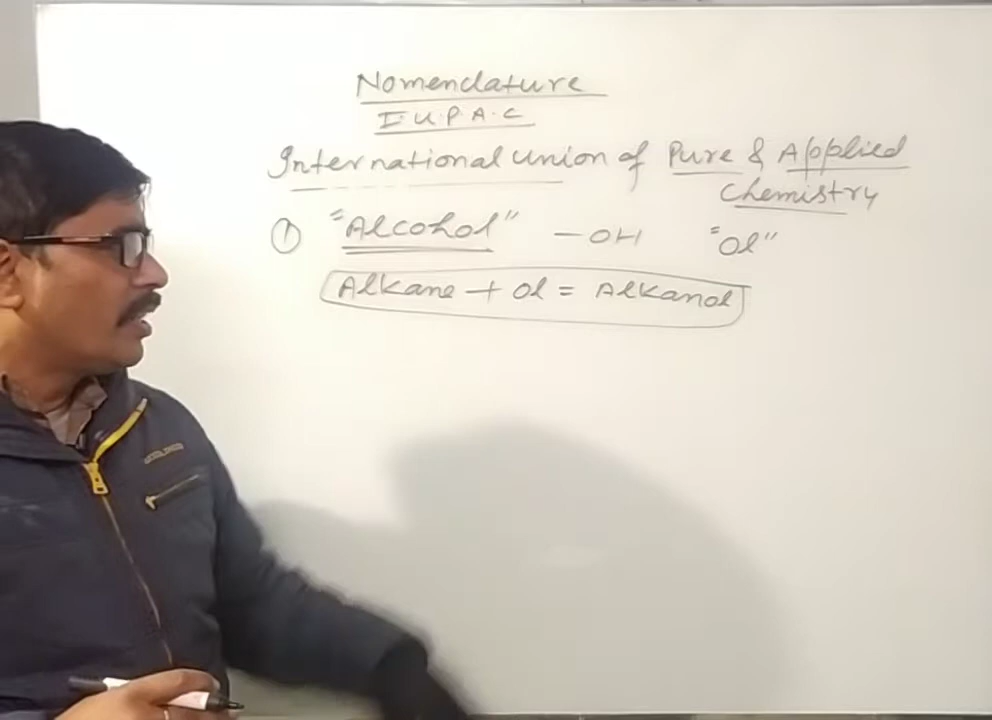 Nomenclature
I.U.P.A.C
International Union of Pure & Applied
Chemistry
① "Alcohol" -OH "Ol"
Alkane + Ol = Alkanol